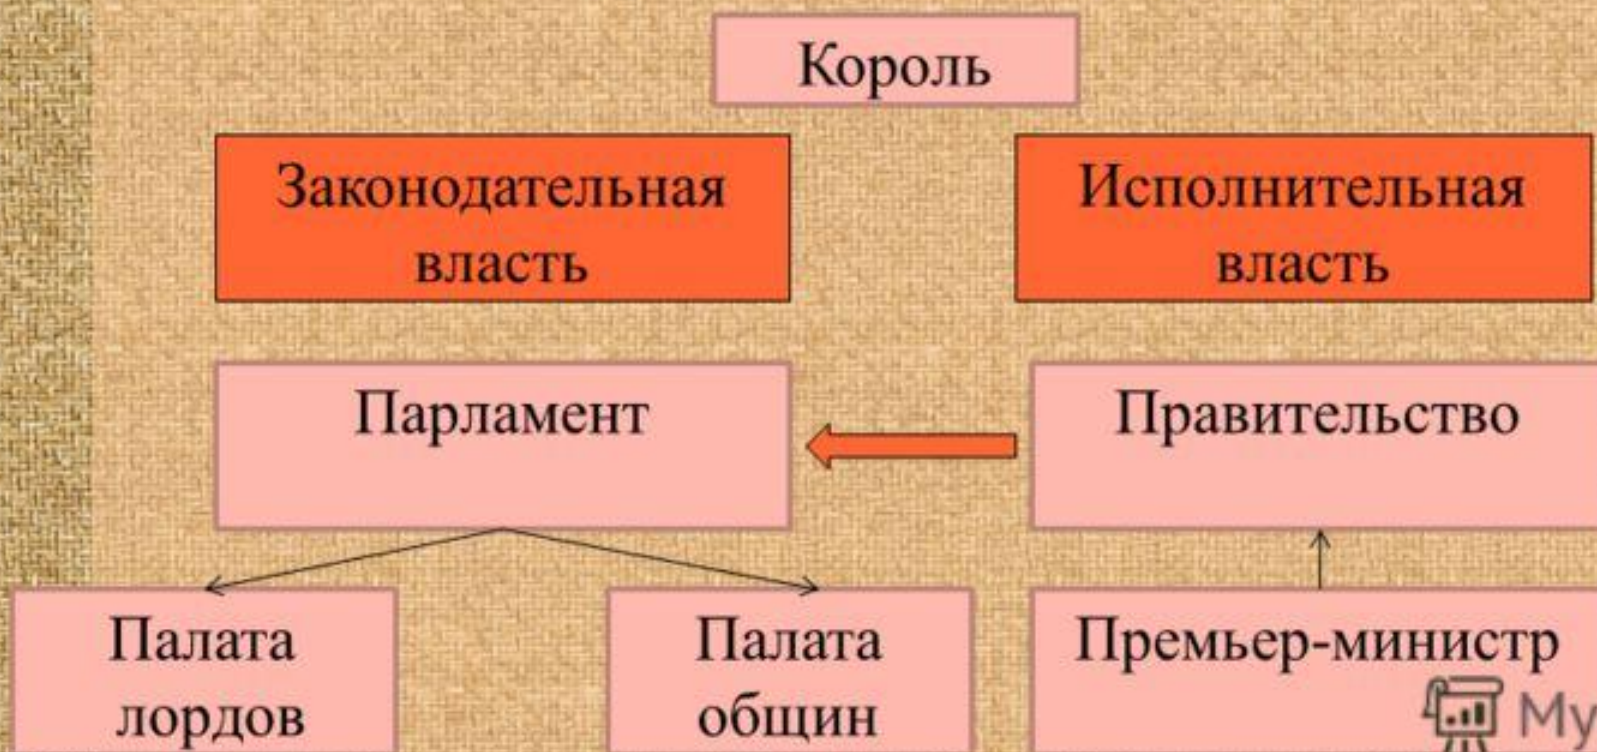 Король
Законодательная
власть
Исполнительная
власть
Парламент
Правительство
Палата
лордов
Палата
общин
Премьер-министр
My